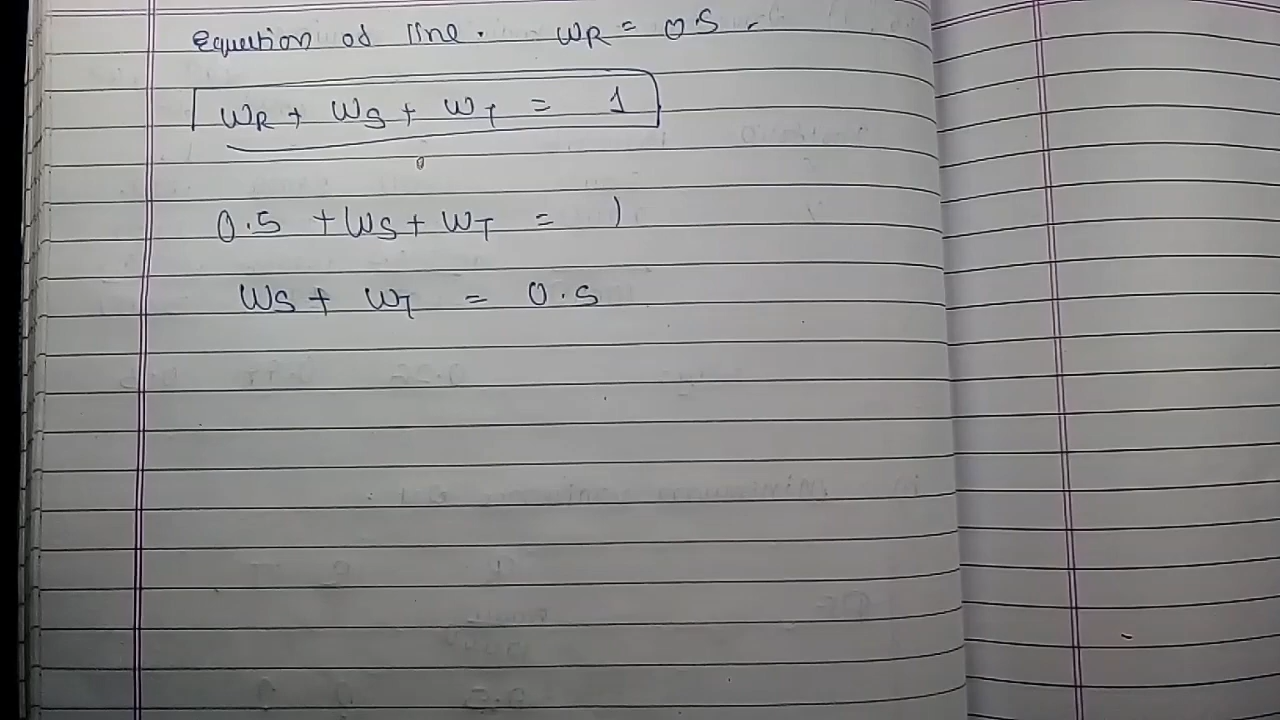 Equation of line. WR = 0.5.
WR + WS + WT = 1
0.5 + WS + WT = 1
WS + WT = 0.5